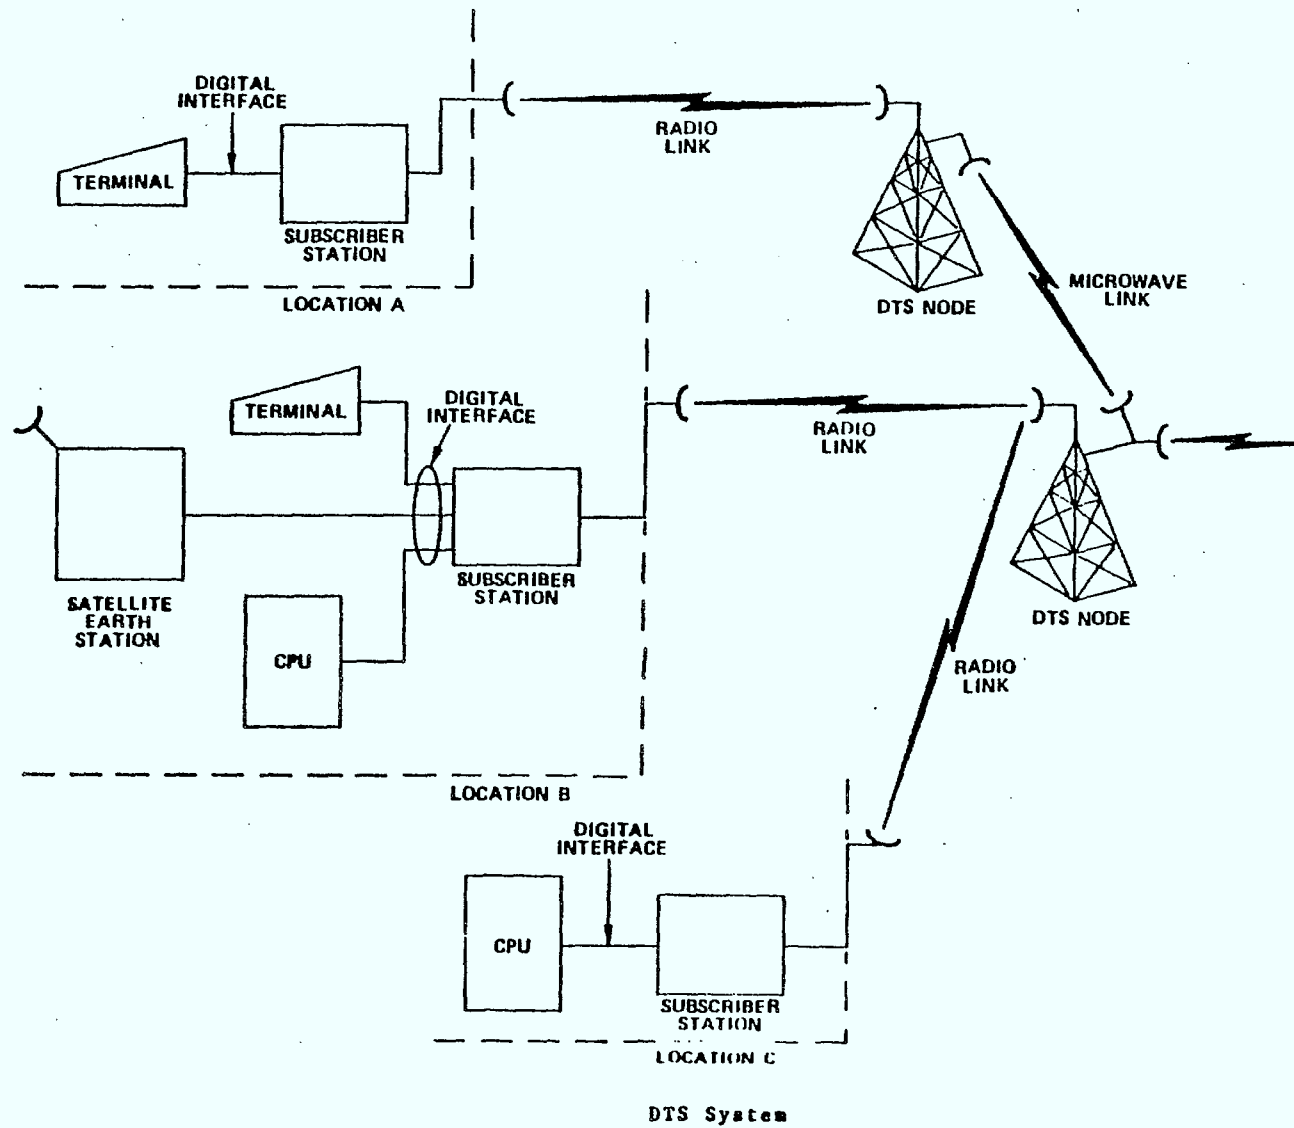 DIGITAL
INTERFACE
TERMINAL
SUBSCRIBER
STATION
LOCATION A
RADIO
LINK
DTS NODE
MICROWAVE
LINK
TERMINAL
DIGITAL
INTERFACE
SATELLITE
EARTH
STATION
CPU
SUBSCRIBER
STATION
LOCATION B
RADIO
LINK
DTS NODE
RADIO
LINK
DIGITAL
INTERFACE
CPU
SUBSCRIBER
STATION
LOCATION C
DTS System